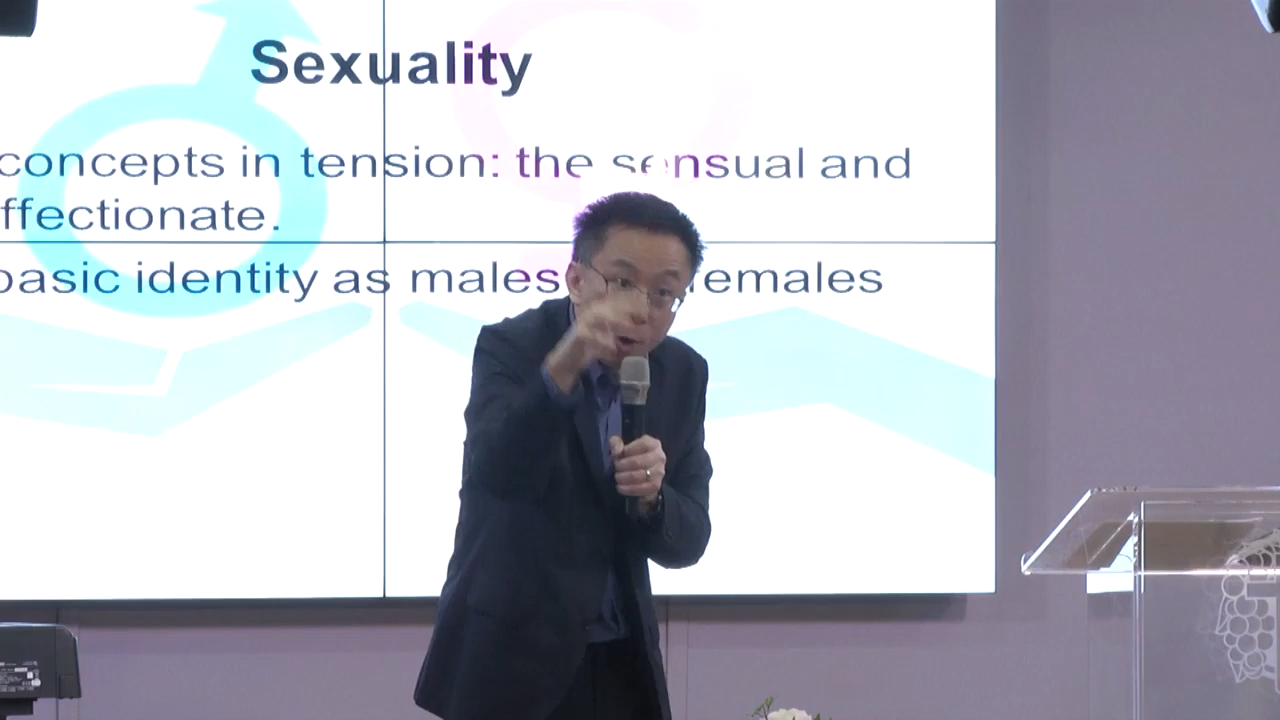 Sexuality
concepts in tension: the sensual and
ffectionate.
basic identity as males females